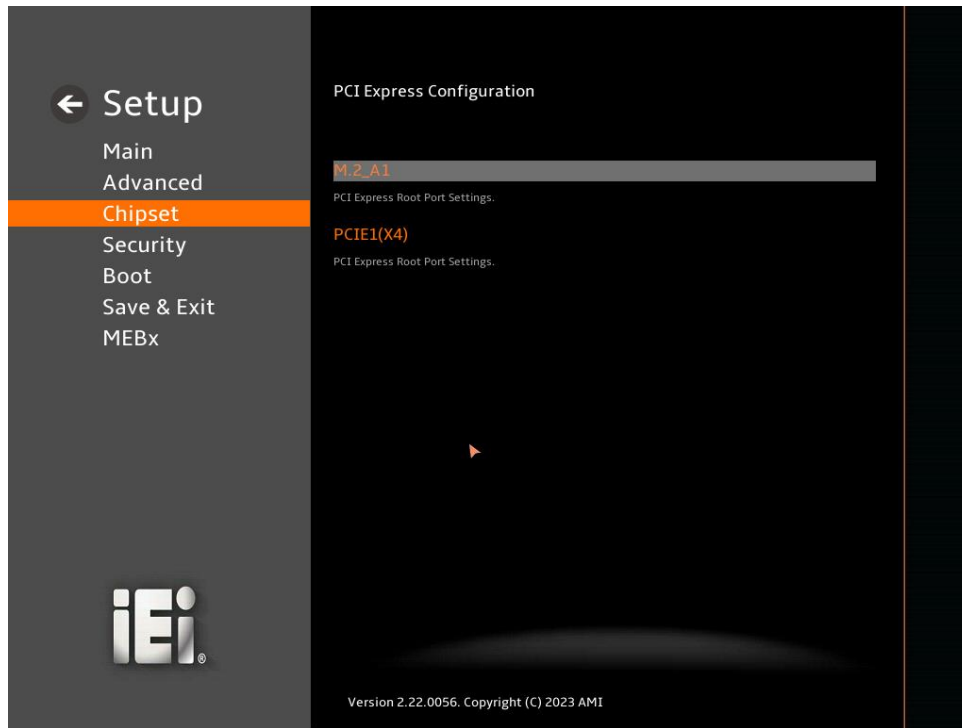 Setup
Main
Advanced
Chipset
Security
Boot
Save & Exit
MEBx
iEi®
PCI Express Configuration
M.2_A1
PCI Express Root Port Settings.
PCIE1(X4)
PCI Express Root Port Settings.
Version 2.22.0056. Copyright (C) 2023 AMI